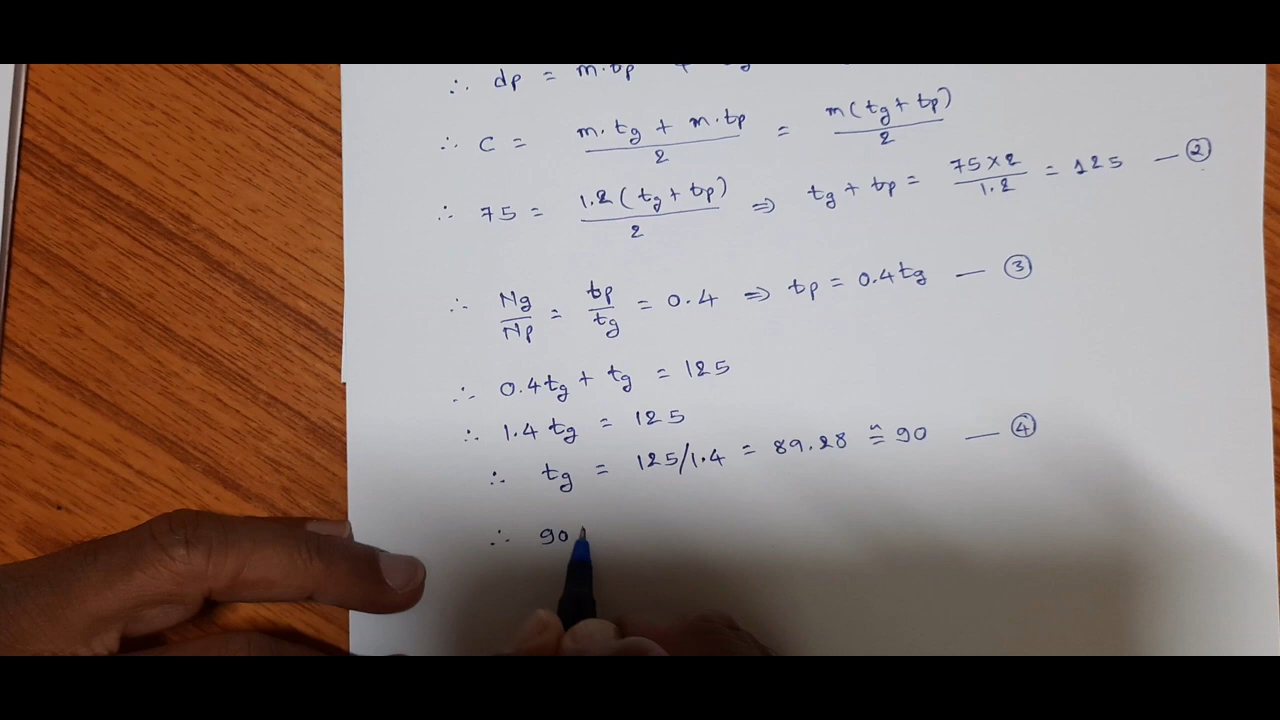 ∴ dp = m.tp
∴ C = m.tg + m.tp / 2 = m(tg + tp) / 2
∴ 75 = 1.2(tg + tp) / 2 ⇒ tg + tp = 75×2 / 1.2 = 125 — ②
∴ Ng / Np = tp / tg = 0.4 ⇒ tp = 0.4tg — ③
∴ 0.4tg + tg = 125
∴ 1.4 tg = 125
∴ tg = 125/1.4 = 89.28 ≅ 90 — ④
∴ 90